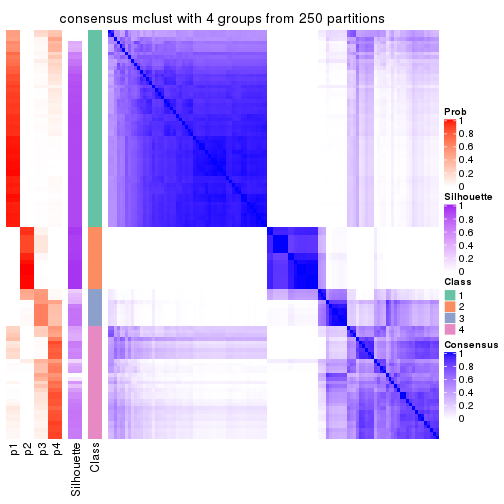 consensus mclust with 4 groups from 250 partitions
Prob
1
0.8
0.6
0.4
0.2
0
Silhouette
1
0.8
0.6
0.4
0.2
0
Class
1
2
3
4
Consensus
1
0.8
0.6
0.4
0.2
0
p1
p2
p3
p4
Silhouette
Class